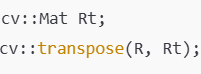 cv::Mat Rt;
cv::transpose(R, Rt);